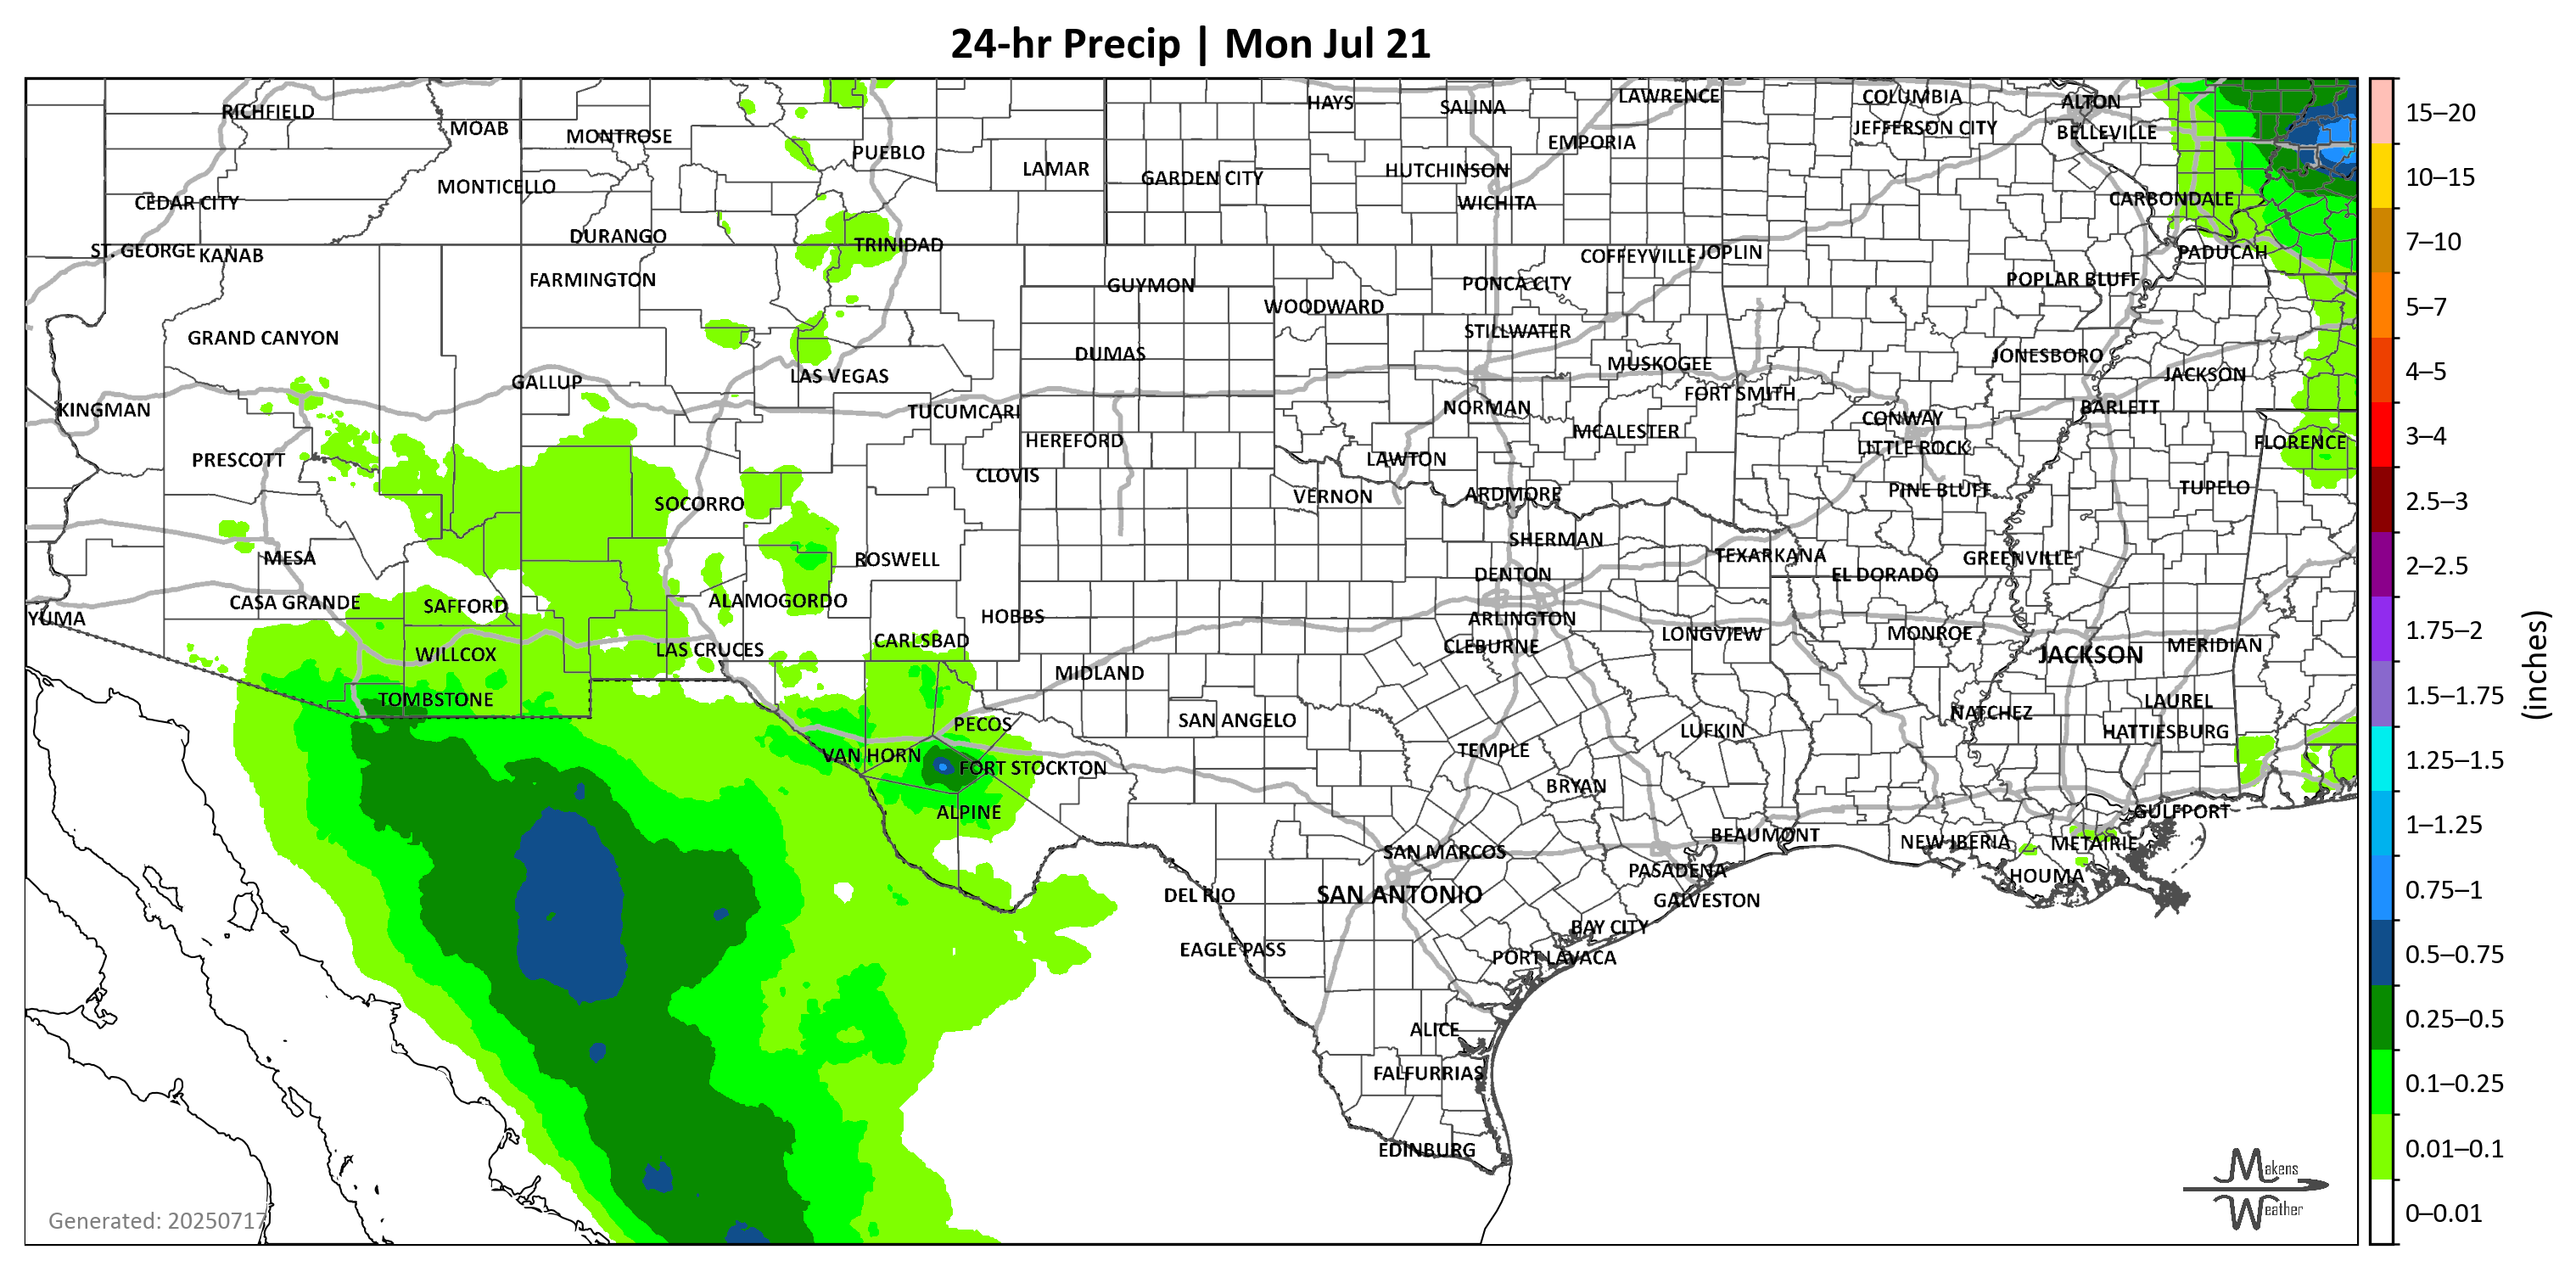 24-hr Precip | Mon Jul 21
RICHFIELD
MOAB
MONTROSE
PUEBLO
LAMAR
HAYS
SALINA
LAWRENCE
EMPORIA
COLUMBIA
JEFFERSON CITY
ALTON
BELLEVILLE
CEDAR CITY
MONTICELLO
GARDEN CITY
HUTCHINSON
WICHITA
CARBONDALE
ST. GEORGE
KANAB
DURANGO
TRINIDAD
FARMINGTON
GUYMON
WOODWARD
PONCA CITY
COFFEYVILLE
JOPLIN
POPLAR BLUFF
PADUCAH
GRAND CANYON
DUMAS
STILLWATER
MUSKOGEE
JONESBORO
JACKSON
KINGMAN
GALLUP
LAS VEGAS
TUCUMCARI
NORMAN
FORT SMITH
CONWAY
BARLETT
PRESCOTT
HEREFORD
CLOVIS
LAWTON
MCALESTER
LITTLE ROCK
FLORENCE
SOCORRO
VERNON
ARDMORE
PINE BLUFF
TUPELO
MESA
ROSWELL
SHERMAN
TEXARKANA
GREENVILLE
DENTON
EL DORADO
YUMA
CASA GRANDE
SAFFORD
ALAMOGORDO
HOBBS
ARLINGTON
CLEBURNE
LONGVIEW
MONROE
JACKSON
MERIDIAN
WILLCOX
LAS CRUCES
CARLSBAD
MIDLAND
TOMBSTONE
PECOS
SAN ANGELO
LUFKIN
NATCHEZ
LAUREL
HATTIESBURG
VAN HORN
FORT STOCKTON
TEMPLE
BRYAN
ALPINE
GULFPORT
SAN MARCOS
BEAUMONT
NEW IBERIA
METAIRIE
PASADENA
HOUMA
DEL RIO
SAN ANTONIO
GALVESTON
EAGLE PASS
BAY CITY
PORT LAVACA
ALICE
FALFURRIAS
EDINBURG
Generated: 20250717
Makens
Weather
15–20
10–15
7–10
5–7
4–5
3–4
2.5–3
2–2.5
1.75–2
1.5–1.75
1.25–1.5
1–1.25
0.75–1
0.5–0.75
0.25–0.5
0.1–0.25
0.01–0.1
0–0.01
(inches)